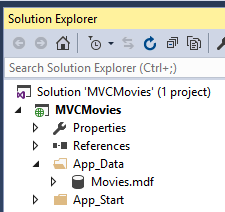 Solution Explorer
Search Solution Explorer (Ctrl+;)
Solution 'MVCMovies' (1 project)
MVCMovies
Properties
References
App_Data
Movies.mdf
App_Start